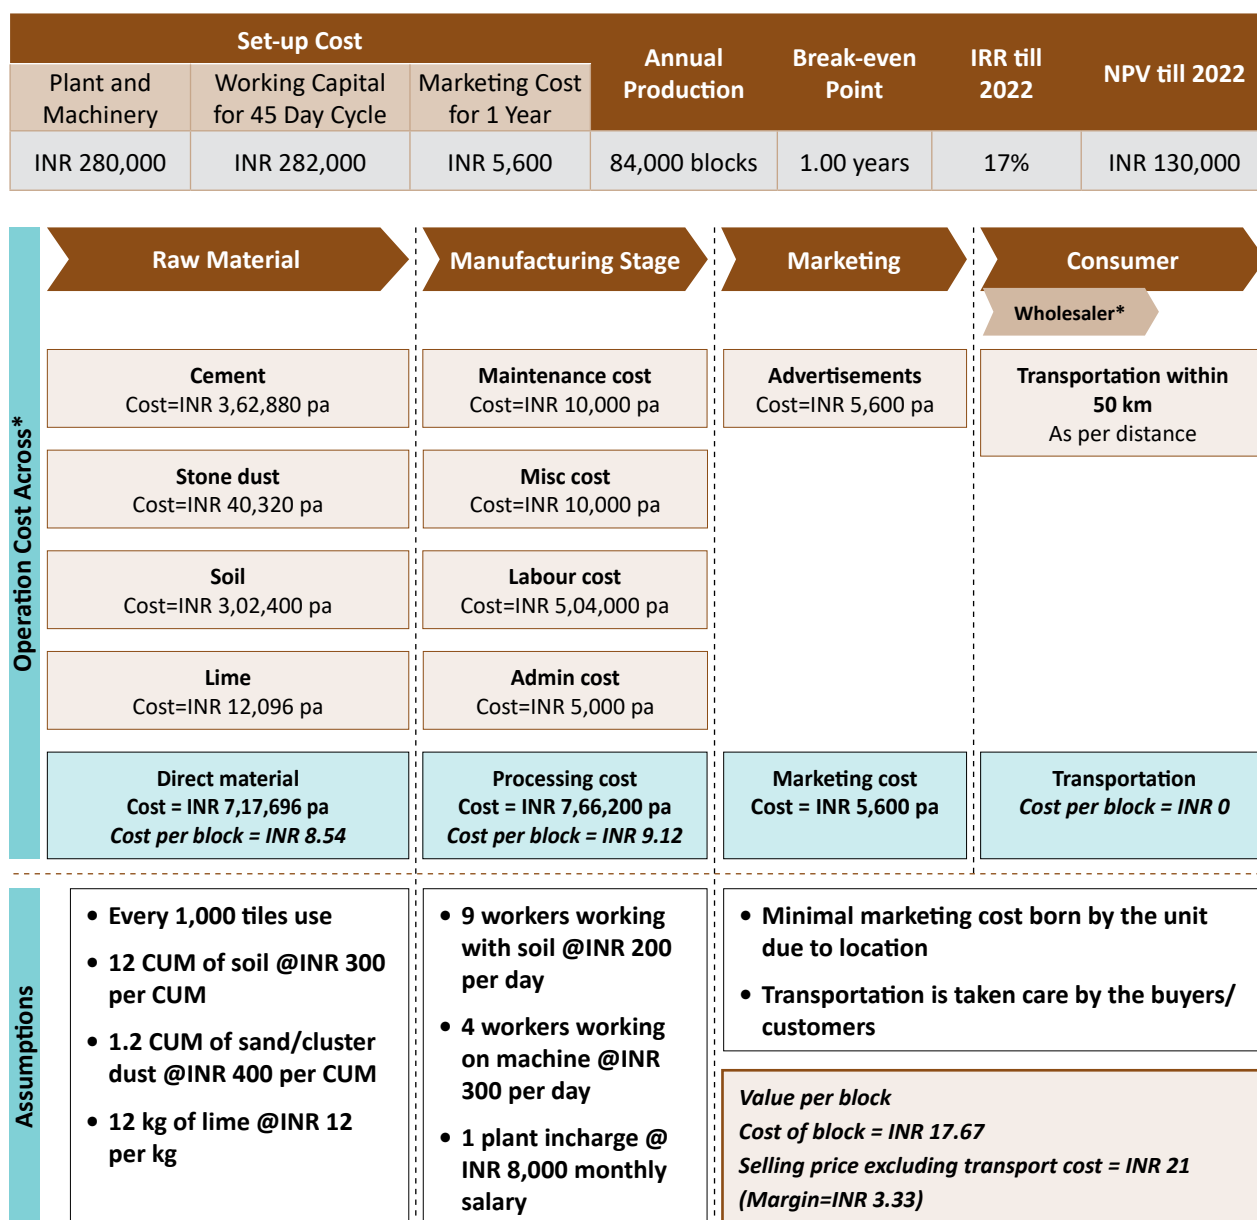 Set-up Cost
Annual
Production
Break-even
Point
IRR till
2022
NPV till 2022
Plant and
Machinery
Working Capital
for 45 Day Cycle
Marketing Cost
for 1 Year
INR 280,000
INR 282,000
INR 5,600
84,000 blocks
1.00 years
17%
INR 130,000
Operation Cost Across*
Raw Material
Manufacturing Stage
Marketing
Consumer
Wholesaler*
Cement
Cost=INR 3,62,880 pa
Maintenance cost
Cost=INR 10,000 pa
Advertisements
Cost=INR 5,600 pa
Transportation within
50 km
As per distance
Stone dust
Cost=INR 40,320 pa
Misc cost
Cost=INR 10,000 pa
Soil
Cost=INR 3,02,400 pa
Labour cost
Cost=INR 5,04,000 pa
Lime
Cost=INR 12,096 pa
Admin cost
Cost=INR 5,000 pa
Direct material
Cost = INR 7,17,696 pa
Cost per block = INR 8.54
Processing cost
Cost = INR 7,66,200 pa
Cost per block = INR 9.12
Marketing cost
Cost = INR 5,600 pa
Transportation
Cost per block = INR 0
Assumptions
• Every 1,000 tiles use
• 12 CUM of soil @INR 300
per CUM
• 1.2 CUM of sand/cluster
dust @INR 400 per CUM
• 12 kg of lime @INR 12
per kg
• 9 workers working
with soil @INR 200
per day
• 4 workers working
on machine @INR
300 per day
• 1 plant incharge @
INR 8,000 monthly
salary
• Minimal marketing cost born by the unit
due to location
• Transportation is taken care by the buyers/
customers
Value per block
Cost of block = INR 17.67
Selling price excluding transport cost = INR 21
(Margin=INR 3.33)